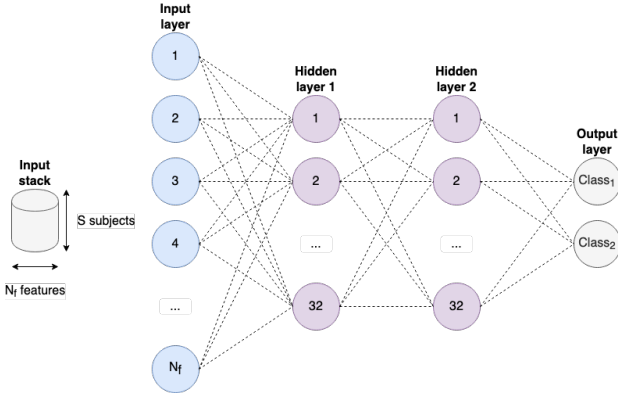 Input
layer
1
2
3
4
...
Nf
Input
stack
S subjects
Nf features
Hidden
layer 1
1
2
...
32
Hidden
layer 2
1
2
...
32
Output
layer
Class1
Class2